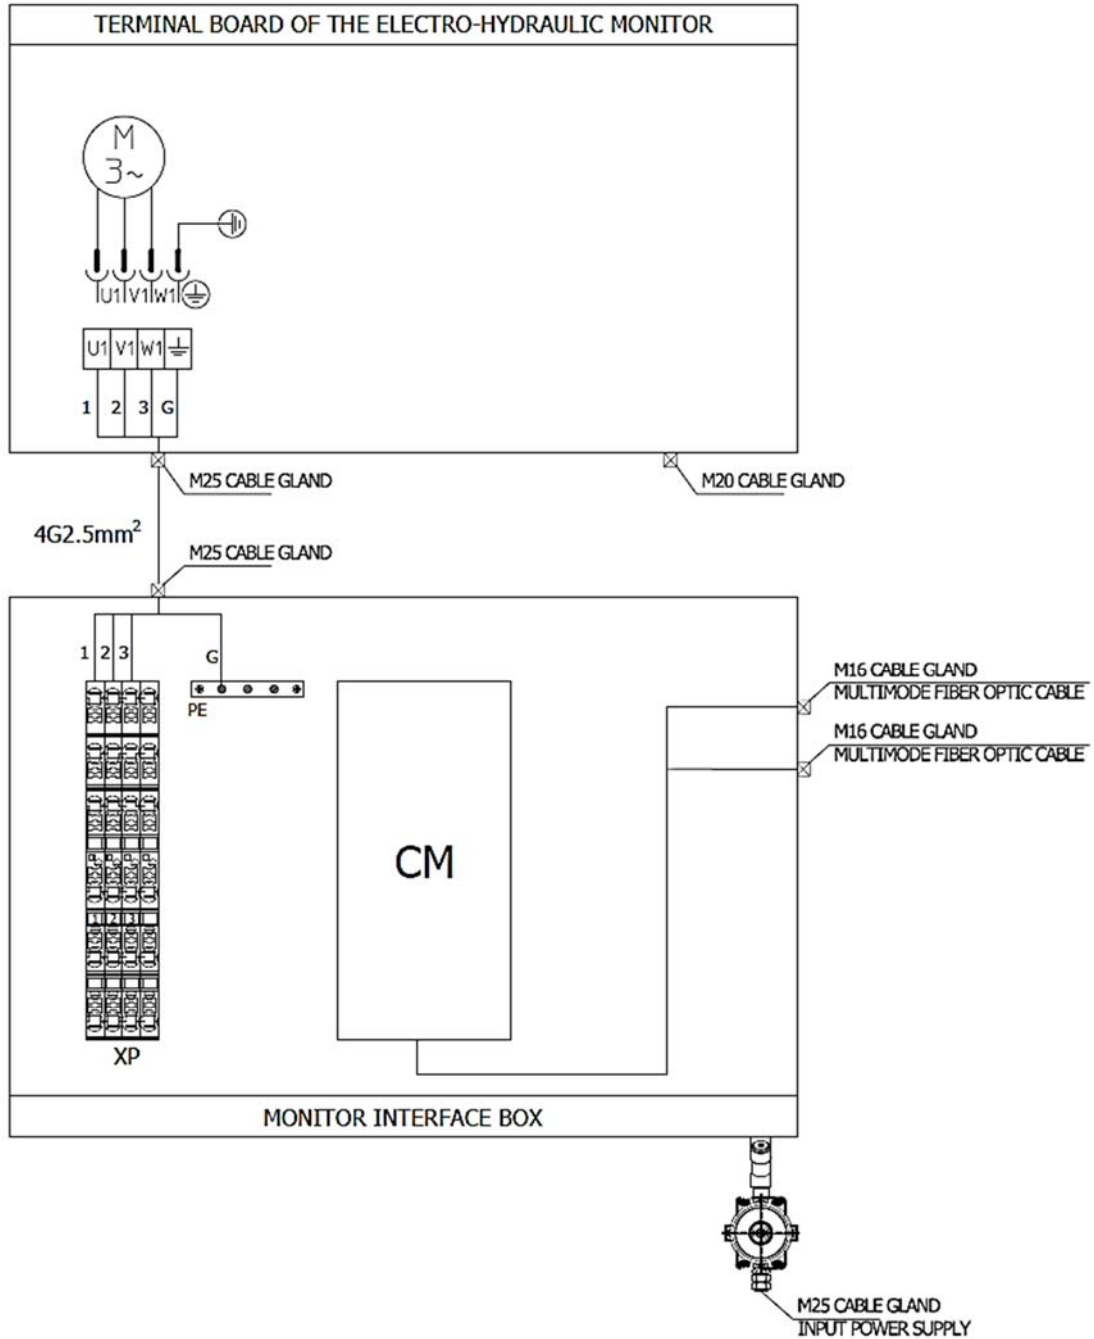 TERMINAL BOARD OF THE ELECTRO-HYDRAULIC MONITOR
M
3~
U1 V1 W1
U1 V1 W1
1 2 3 G
M25 CABLE GLAND
M20 CABLE GLAND
4G2.5mm²
M25 CABLE GLAND
1 2 3
G
PE
M16 CABLE GLAND
MULTIMODE FIBER OPTIC CABLE
M16 CABLE GLAND
MULTIMODE FIBER OPTIC CABLE
CM
1 2 3
XP
MONITOR INTERFACE BOX
M25 CABLE GLAND
INPUT POWER SUPPLY